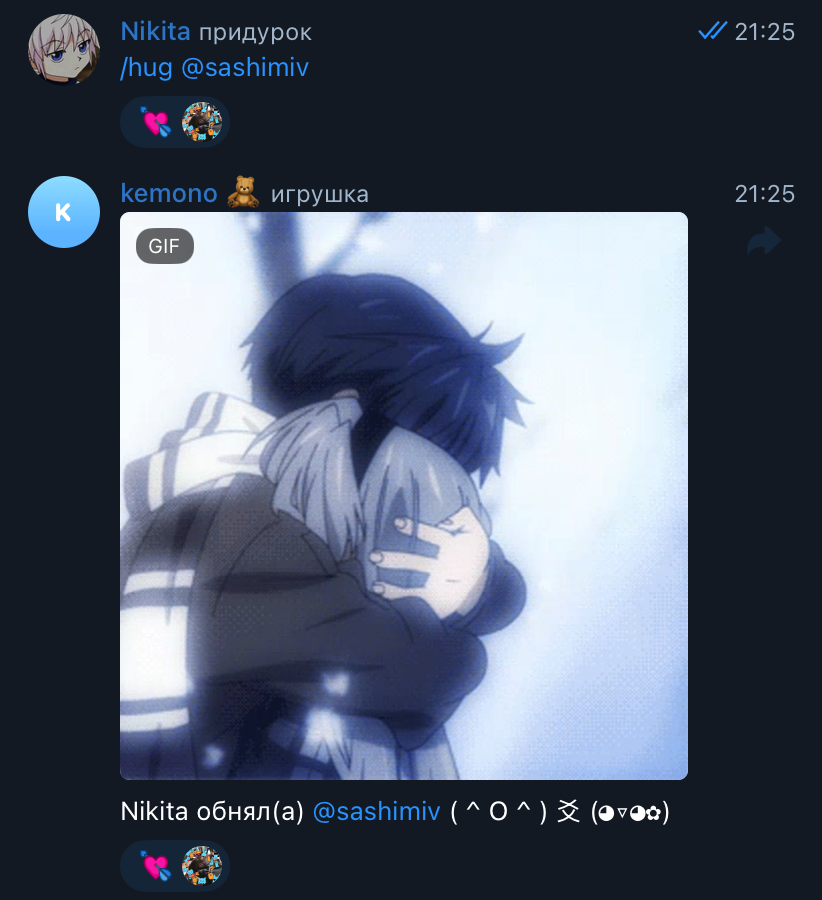 Nikita придурок 21:25
/hug @sashimiv
K
kemono 🧸 игрушка 21:25
GIF
Nikita обнял(а) @sashimiv ( ^ O ^ ) 爻 (◕▿◕✿)